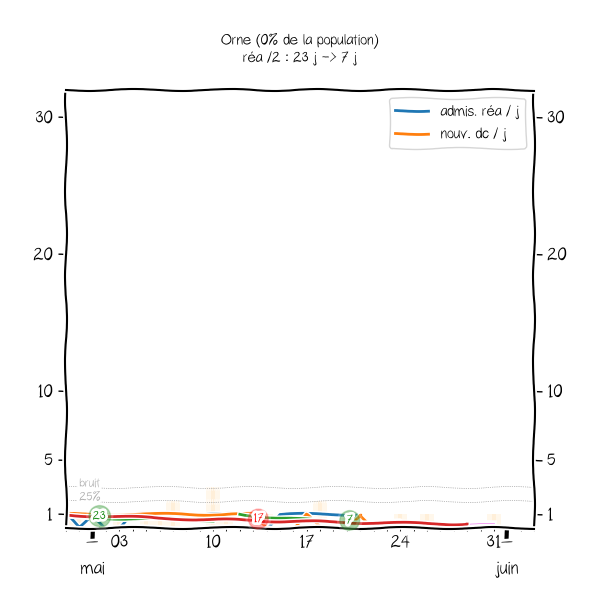 Orne (0% de la population)
réa /2 : 23 j -> 7 j
admis. réa / j
nouv. dc / j
30
30
20
20
10
10
5
5
bruit
25%
1
23
17
7
1
03
10
17
24
31
mai
juin